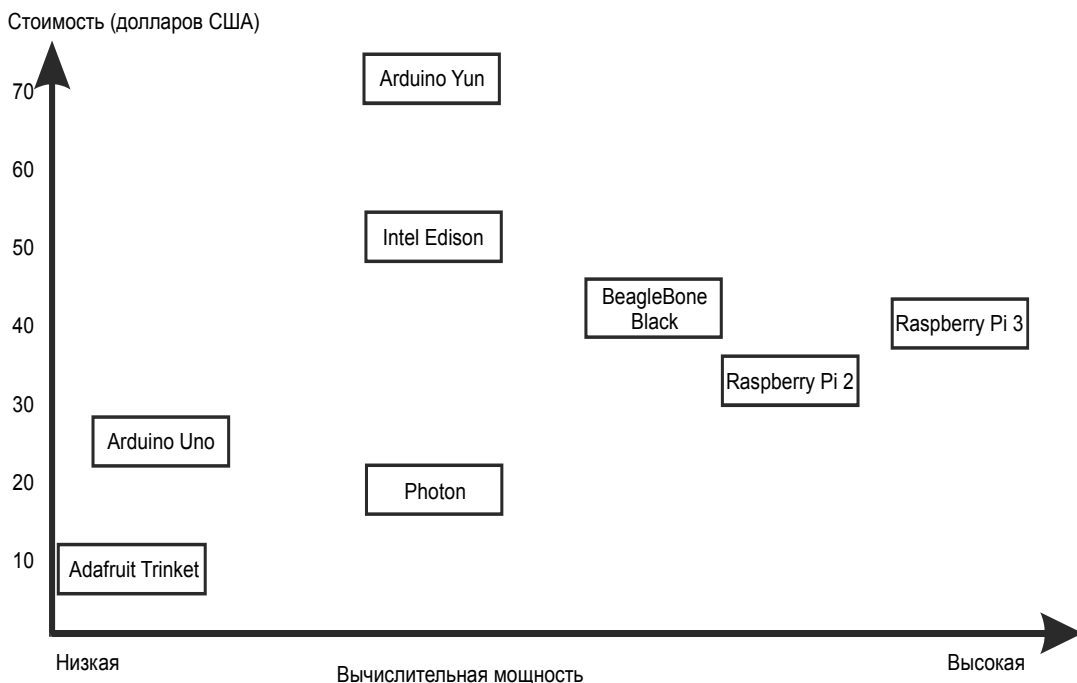 Стоимость (долларов США)
Arduino Yun
70
60
Intel Edison
50
BeagleBone
Black
40
Raspberry Pi 3
Raspberry Pi 2
30
Arduino Uno
20
Photon
10
Adafruit Trinket
Низкая
Вычислительная мощность
Высокая